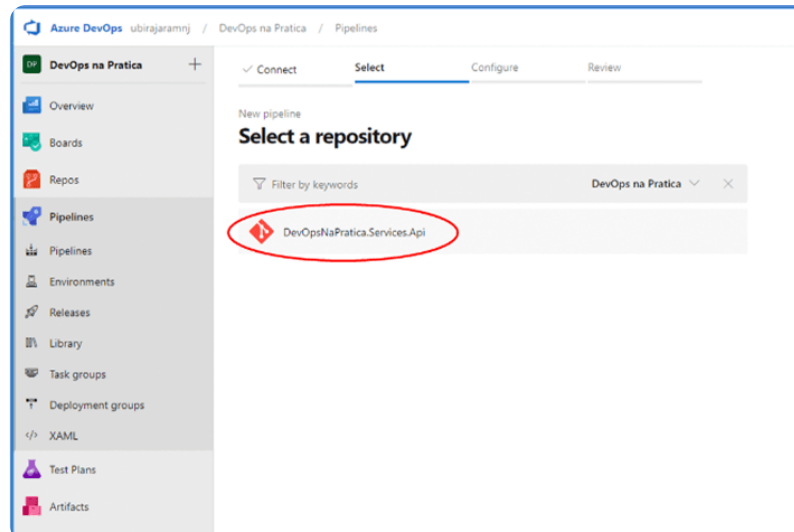 Azure DevOps ubirajaramnj / DevOps na Pratica / Pipelines
DP DevOps na Pratica +
Overview
Boards
Repos
Pipelines
Pipelines
Environments
Releases
Library
Task groups
Deployment groups
</> XAML
Test Plans
Artifacts
Connect Select Configure Review
New pipeline
Select a repository
Filter by keywords DevOps na Pratica
DevOpsNaPratica.Services.Api